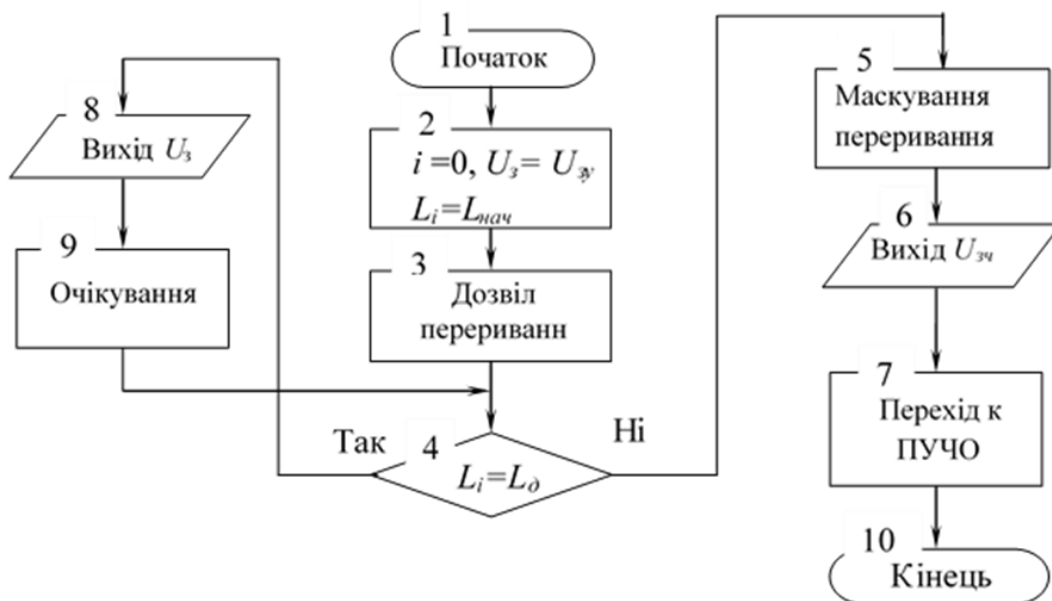 1
Початок
2
i =0, Uз= Uзу
Li=Lнач
3
Дозвіл
перериванн
4
Li=Lд
Так
Ні
5
Маскування
переривання
6
Вихід Uзч
7
Перехід к
ПУЧО
8
Вихід Uз
9
Очікування
10
Кінець